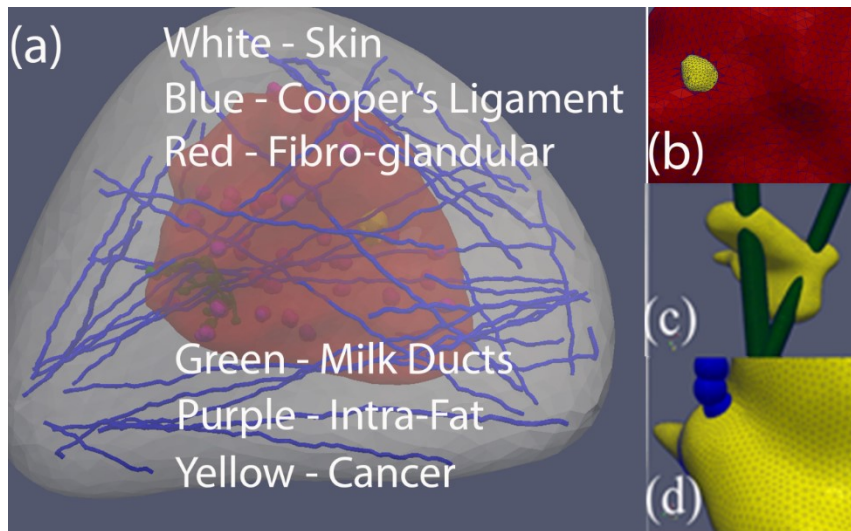 (a)
White - Skin
Blue - Cooper's Ligament
Red - Fibro-glandular
Green - Milk Ducts
Purple - Intra-Fat
Yellow - Cancer
(b)
(c)
(d)